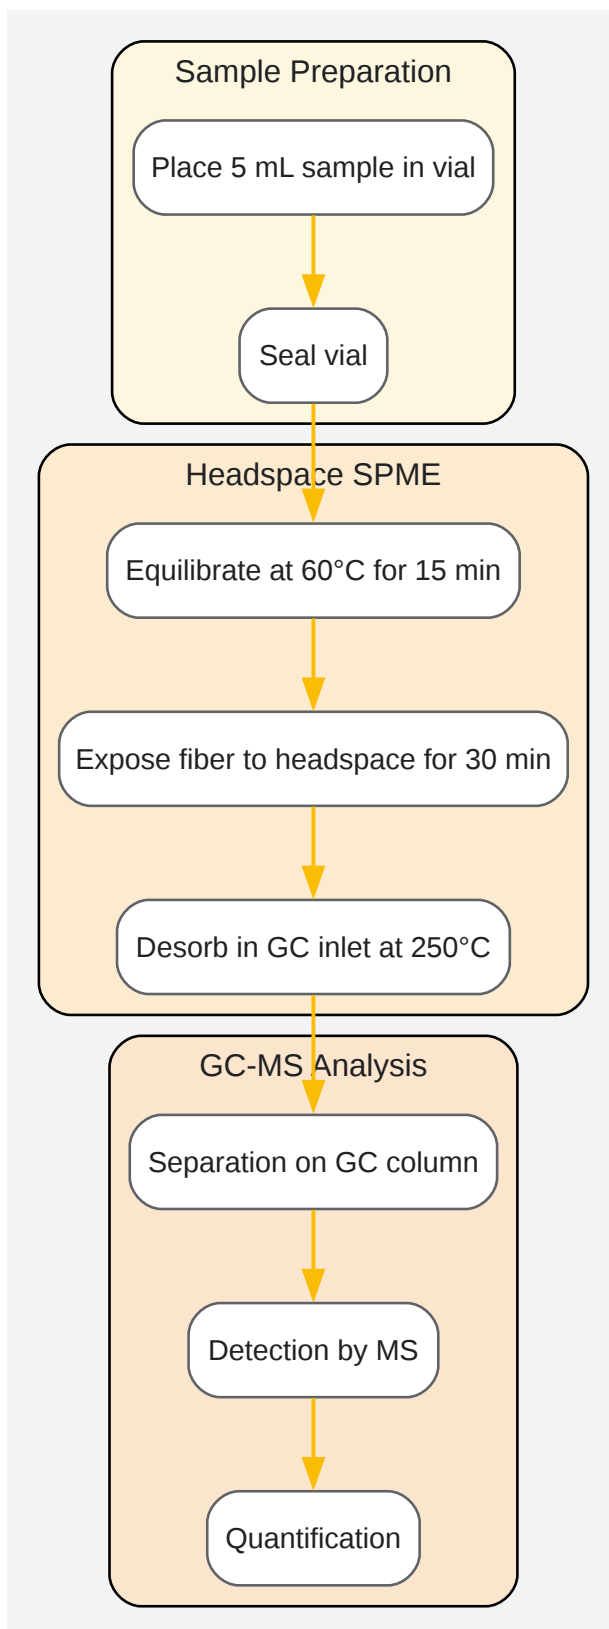 Sample Preparation
Place 5 mL sample in vial
Seal vial
Headspace SPME
Equilibrate at 60°C for 15 min
Expose fiber to headspace for 30 min
Desorb in GC inlet at 250°C
GC-MS Analysis
Separation on GC column
Detection by MS
Quantification